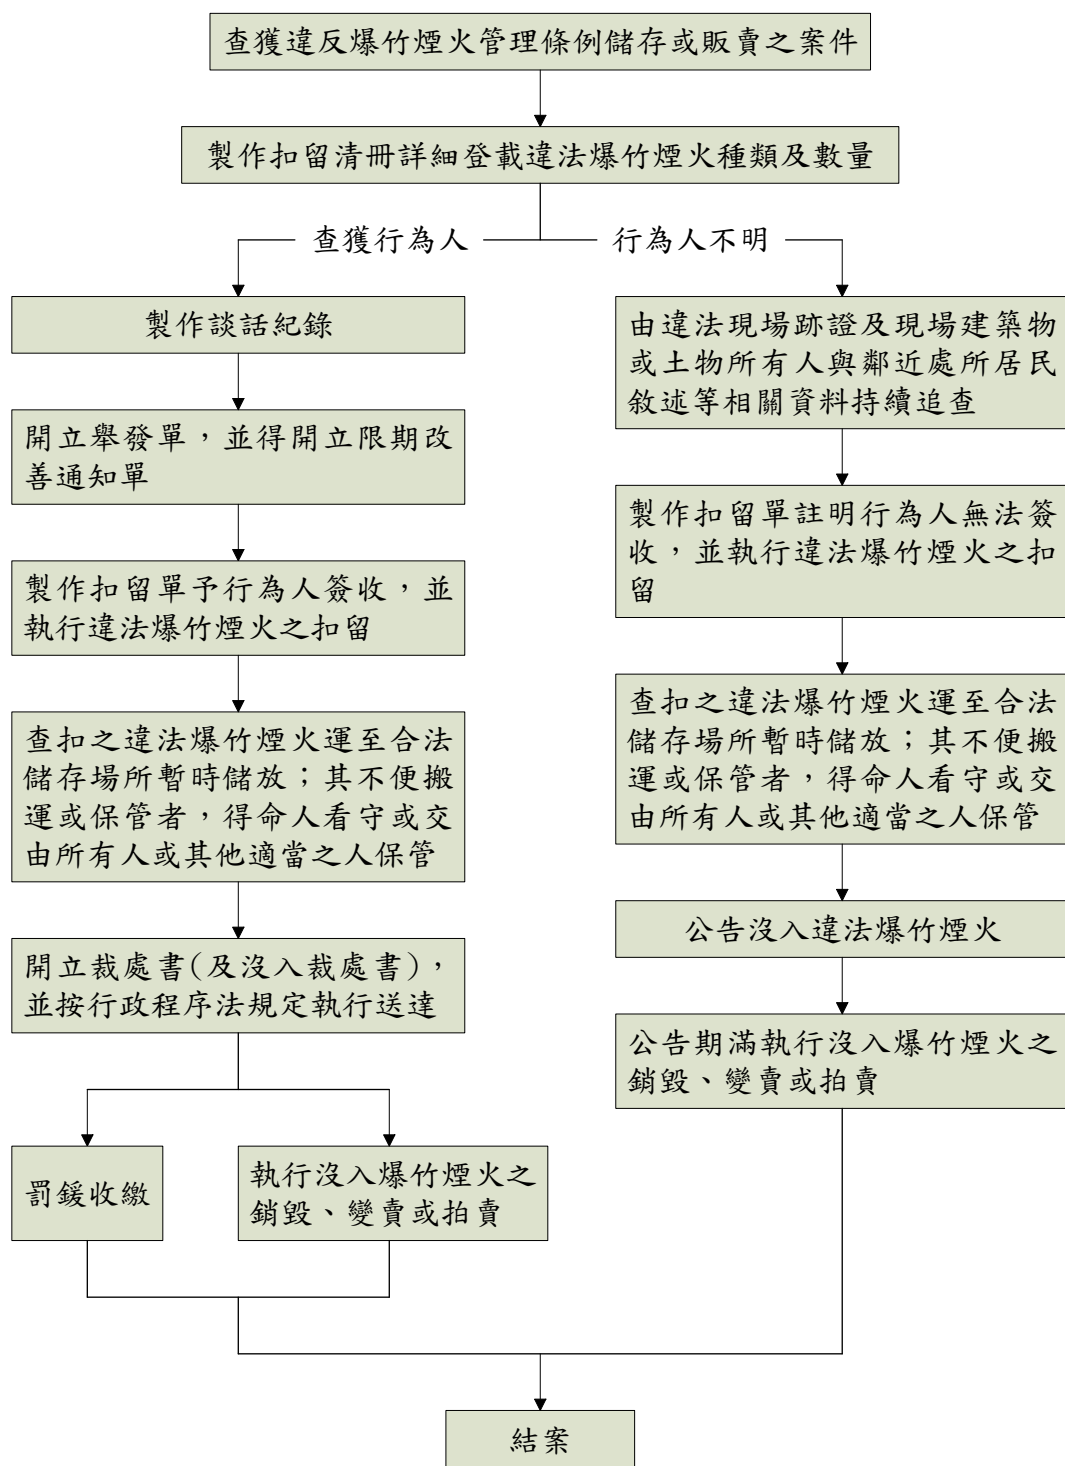 查獲違反爆竹煙火管理條例儲存或販賣之案件
製作扣留清冊詳細登載違法爆竹煙火種類及數量
查獲行為人
行為人不明
製作談話紀錄
開立舉發單，並得開立限期改
善通知單
製作扣留單予行為人簽收，並
執行違法爆竹煙火之扣留
查扣之違法爆竹煙火運至合法
儲存場所暫時儲放；其不便搬
運或保管者，得命人看守或交
由所有人或其他適當之人保管
開立裁處書(及沒入裁處書)，
並按行政程序法規定執行送達
罰鍰收繳
執行沒入爆竹煙火之
銷毀、變賣或拍賣
由違法現場跡證及現場建築物
或土物所有人與鄰近處所居民
敘述等相關資料持續追查
製作扣留單註明行為人無法簽
收，並執行違法爆竹煙火之扣
留
查扣之違法爆竹煙火運至合法
儲存場所暫時儲放；其不便搬
運或保管者，得命人看守或交
由所有人或其他適當之人保管
公告沒入違法爆竹煙火
公告期滿執行沒入爆竹煙火之
銷毀、變賣或拍賣
結案